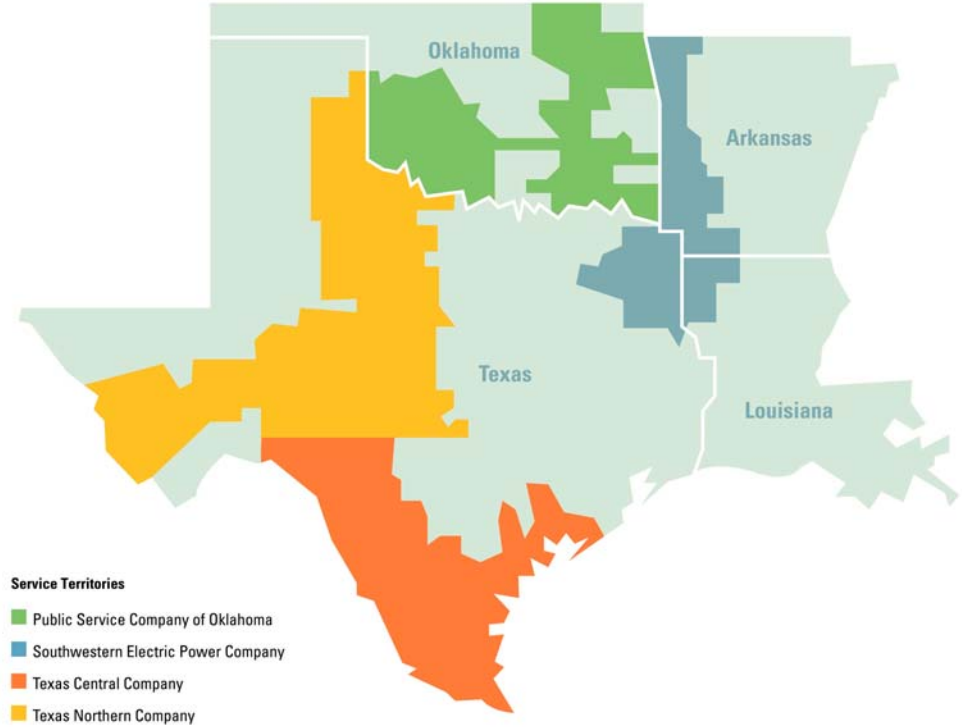 Oklahoma
Arkansas
Texas
Louisiana
Service Territories
Public Service Company of Oklahoma
Southwestern Electric Power Company
Texas Central Company
Texas Northern Company